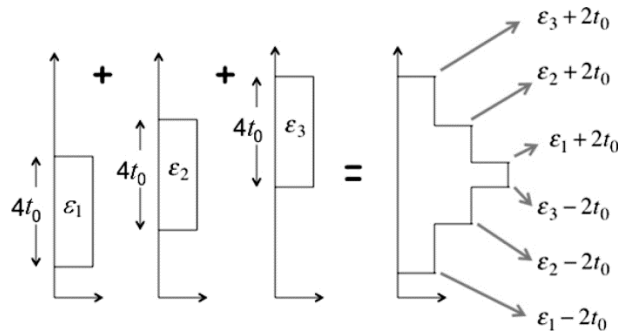 ε₃ + 2t₀
+
+
ε₂ + 2t₀
4t₀
ε₃
4t₀
ε₂
ε₁ + 2t₀
=
4t₀
ε₁
ε₃ − 2t₀
ε₂ − 2t₀
ε₁ − 2t₀